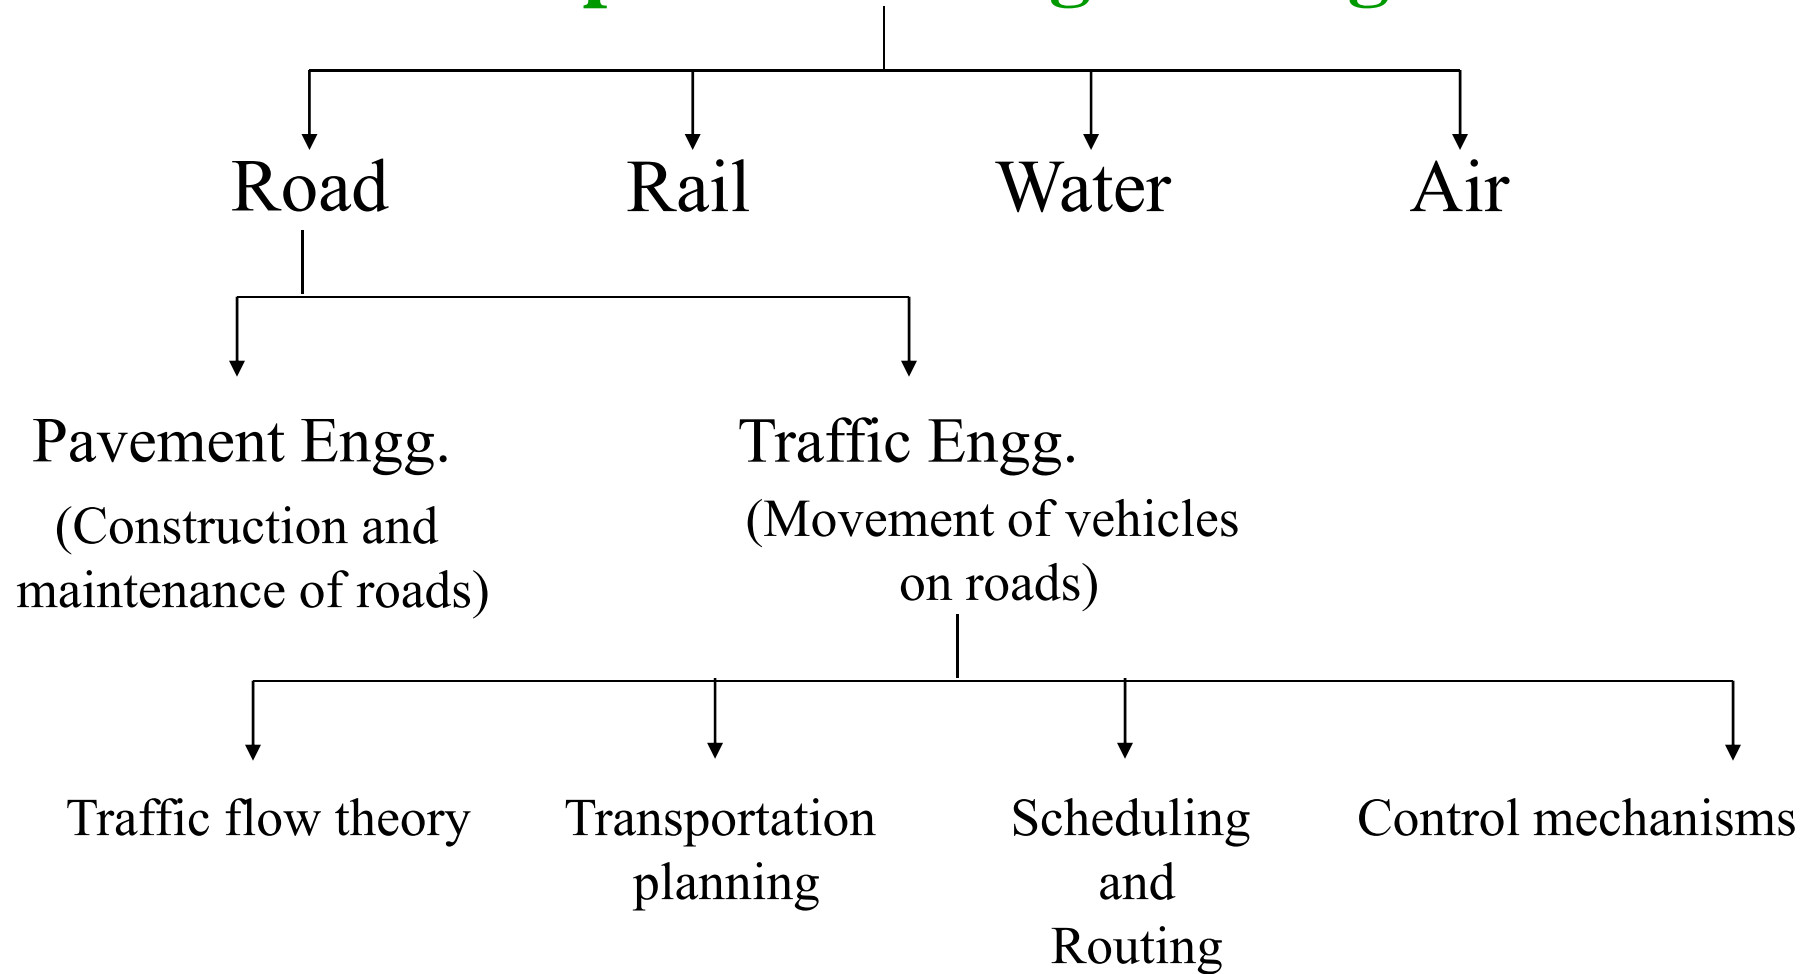 Road Rail Water Air
Pavement Engg. Traffic Engg.
(Construction and (Movement of vehicles
maintenance of roads) on roads)
Traffic flow theory Transportation Scheduling Control mechanisms
planning and
Routing